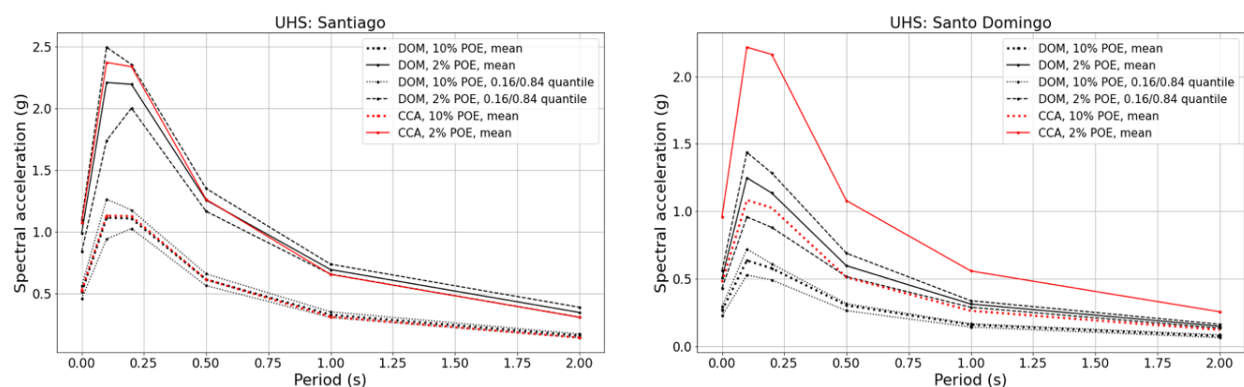 UHS: Santiago
DOM, 10% POE, mean
DOM, 2% POE, mean
DOM, 10% POE, 0.16/0.84 quantile
DOM, 2% POE, 0.16/0.84 quantile
CCA, 10% POE, mean
CCA, 2% POE, mean
Spectral acceleration (g)
2.5
2.0
1.5
1.0
0.5
0.00 0.25 0.50 0.75 1.00 1.25 1.50 1.75 2.00
Period (s)
UHS: Santo Domingo
DOM, 10% POE, mean
DOM, 2% POE, mean
DOM, 10% POE, 0.16/0.84 quantile
DOM, 2% POE, 0.16/0.84 quantile
CCA, 10% POE, mean
CCA, 2% POE, mean
Spectral acceleration (g)
2.0
1.5
1.0
0.5
0.0
0.00 0.25 0.50 0.75 1.00 1.25 1.50 1.75 2.00
Period (s)